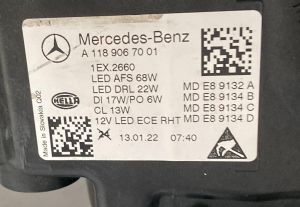 Mercedes-Benz
A 118 906 70 01
1EX.2660
LED AFS 68W
LED DRL 22W
DI 17W/PO 6W
CL 13W
12V LED ECE RHT
MD E8 9132 A
MD E8 9134 B
MD E8 9134 C
MD E8 9134 D
HELLA
Made in Slovakia C02
13.01.22 07:40